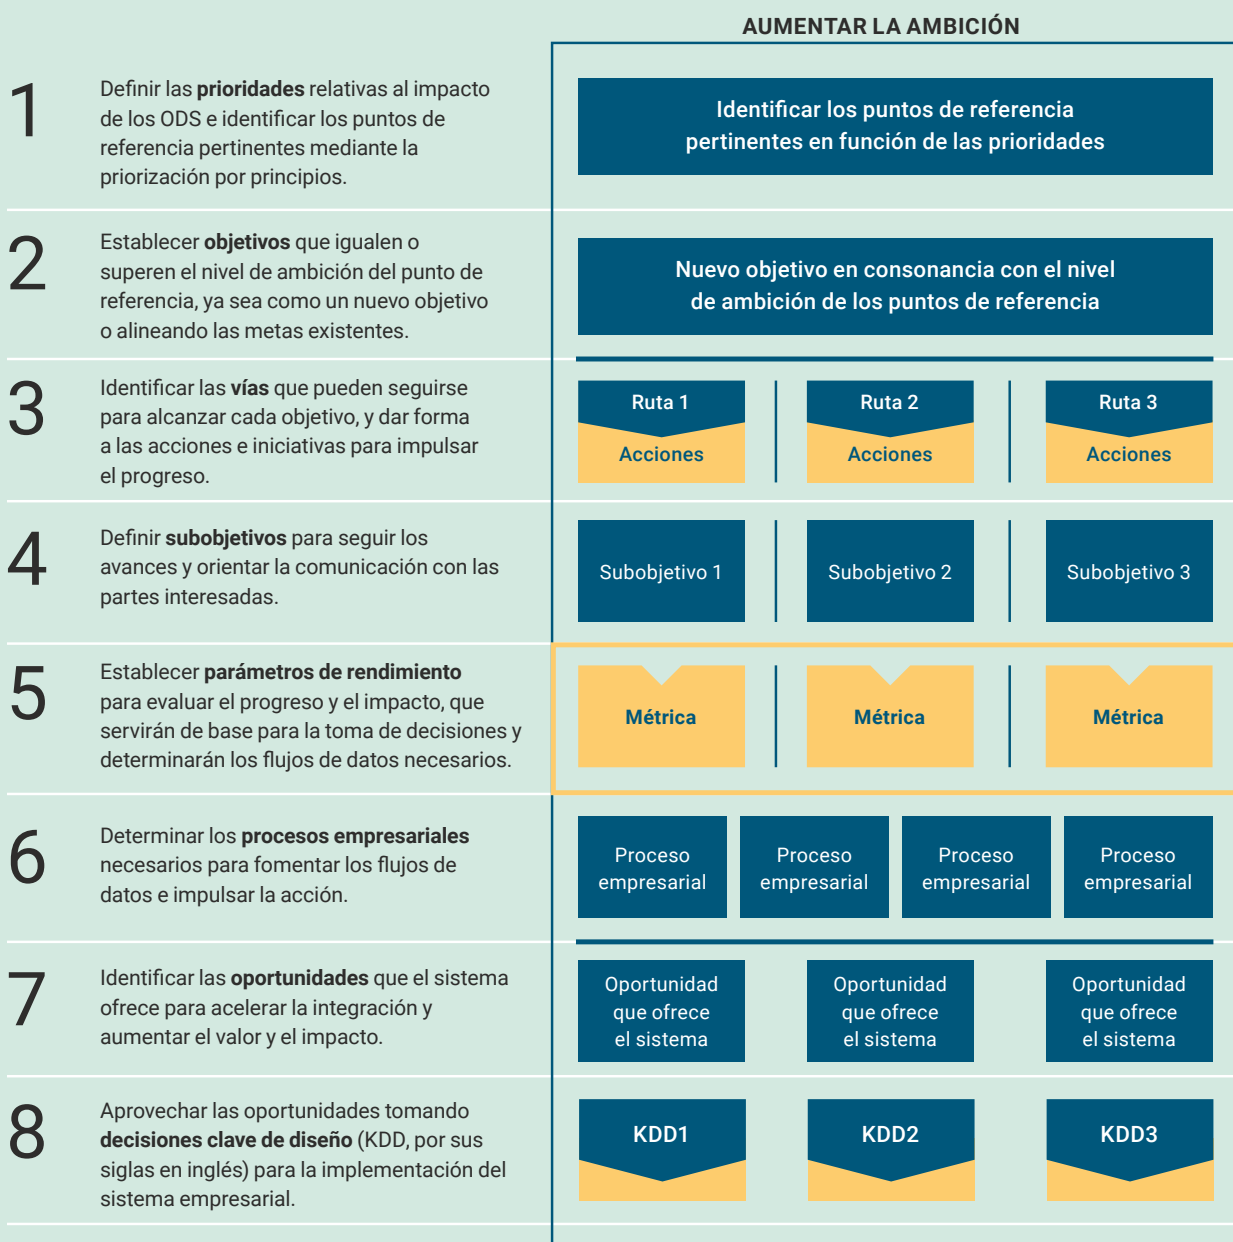 AUMENTAR LA AMBICIÓN
1
Definir las prioridades relativas al impacto
de los ODS e identificar los puntos de
referencia pertinentes mediante la
priorización por principios.
Identificar los puntos de referencia
pertinentes en función de las prioridades
2
Establecer objetivos que igualen o
superen el nivel de ambición del punto de
referencia, ya sea como un nuevo objetivo
o alineando las metas existentes.
Nuevo objetivo en consonancia con el nivel
de ambición de los puntos de referencia
3
Identificar las vías que pueden seguirse
para alcanzar cada objetivo, y dar forma
a las acciones e iniciativas para impulsar
el progreso.
Ruta 1
Acciones
Ruta 2
Acciones
Ruta 3
Acciones
4
Definir subobjetivos para seguir los
avances y orientar la comunicación con las
partes interesadas.
Subobjetivo 1
Subobjetivo 2
Subobjetivo 3
5
Establecer parámetros de rendimiento
para evaluar el progreso y el impacto, que
servirán de base para la toma de decisiones y
determinarán los flujos de datos necesarios.
Métrica
Métrica
Métrica
6
Determinar los procesos empresariales
necesarios para fomentar los flujos de
datos e impulsar la acción.
Proceso
empresarial
Proceso
empresarial
Proceso
empresarial
Proceso
empresarial
7
Identificar las oportunidades que el sistema
ofrece para acelerar la integración y
aumentar el valor y el impacto.
Oportunidad
que ofrece
el sistema
Oportunidad
que ofrece
el sistema
Oportunidad
que ofrece
el sistema
8
Aprovechar las oportunidades tomando
decisiones clave de diseño (KDD, por sus
siglas en inglés) para la implementación del
sistema empresarial.
KDD1
KDD2
KDD3